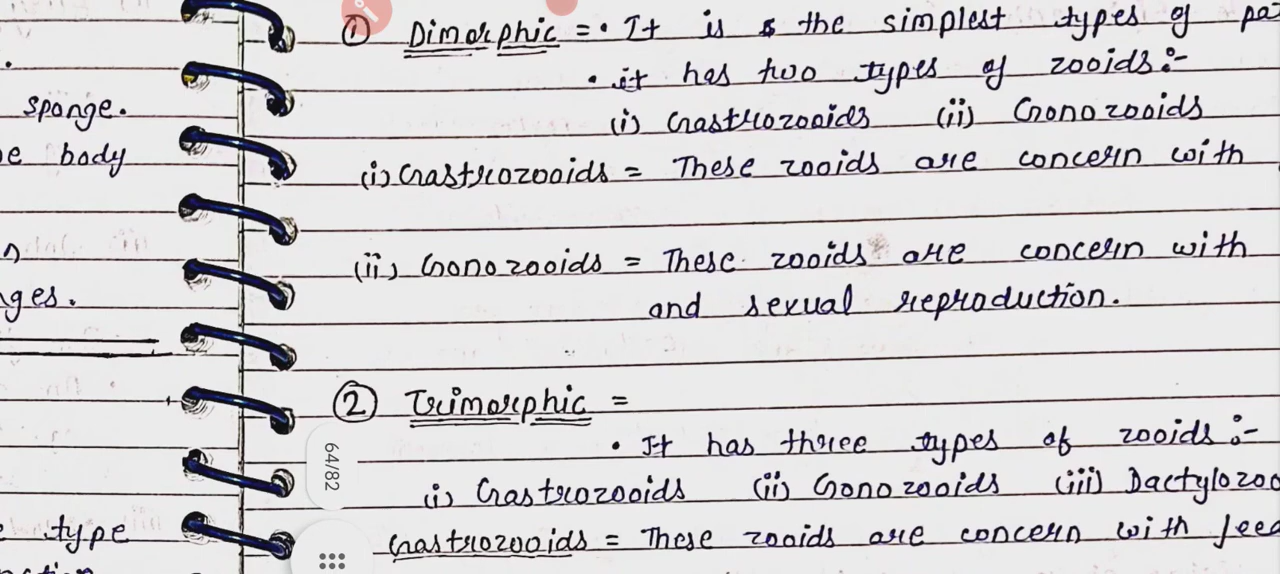 sponge.
body
ges.
type
① Dimorphic = • It is the simplest types of
• it has two types of zooids:-
(i) Gastrozooids (ii) Gonozooids
(i) Gastrozooids = These zooids are concern with
(ii) Gonozooids = These zooids are concern with
and sexual reproduction.
② Trimorphic =
• It has three types of zooids:-
(i) Gastrozooids (ii) Gonozooids (iii) Dactylozoo
Gastrozooids = These zooids are concern with feed
64/82